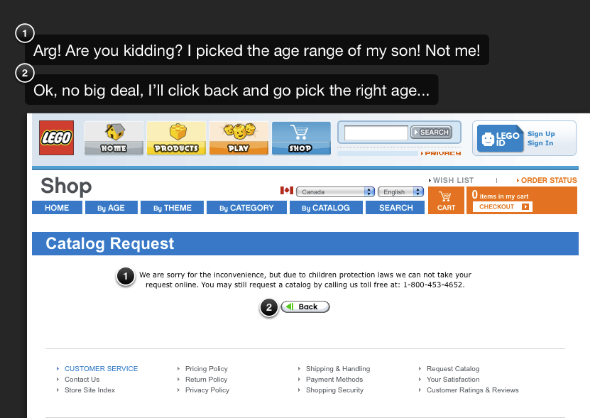 1
Arg! Are you kidding? I picked the age range of my son! Not me!
2
Ok, no big deal, I'll click back and go pick the right age...
LEGO
HOME
PRODUCTS
PLAY
SHOP
SEARCH
LEGO ID
Sign Up
Sign In
Shop
WISH LIST | ORDER STATUS
Canada
English
HOME
By AGE
By THEME
By CATEGORY
By CATALOG
SEARCH
CART
0 items in my cart
CHECKOUT
Catalog Request
1
We are sorry for the inconvenience, but due to children protection laws we can not take your
request online. You may still request a catalog by calling us toll free at: 1-800-453-4652.
2
Back
CUSTOMER SERVICE
Contact Us
Store Site Index
Pricing Policy
Return Policy
Privacy Policy
Shipping & Handling
Payment Methods
Shopping Security
Request Catalog
Your Satisfaction
Customer Ratings & Reviews